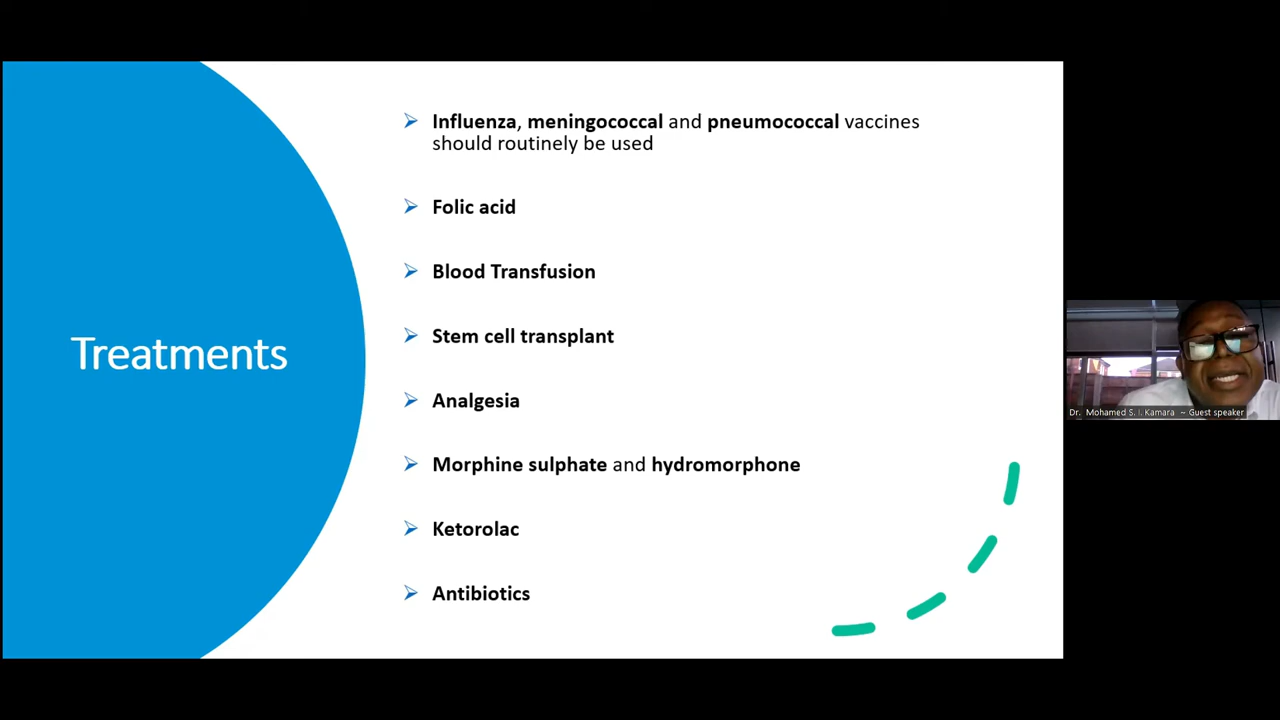 Treatments
Influenza, meningococcal and pneumococcal vaccines
should routinely be used
Folic acid
Blood Transfusion
Stem cell transplant
Analgesia
Morphine sulphate and hydromorphone
Ketorolac
Antibiotics
Dr. Mohamed S. I. Kamara ~ Guest speaker